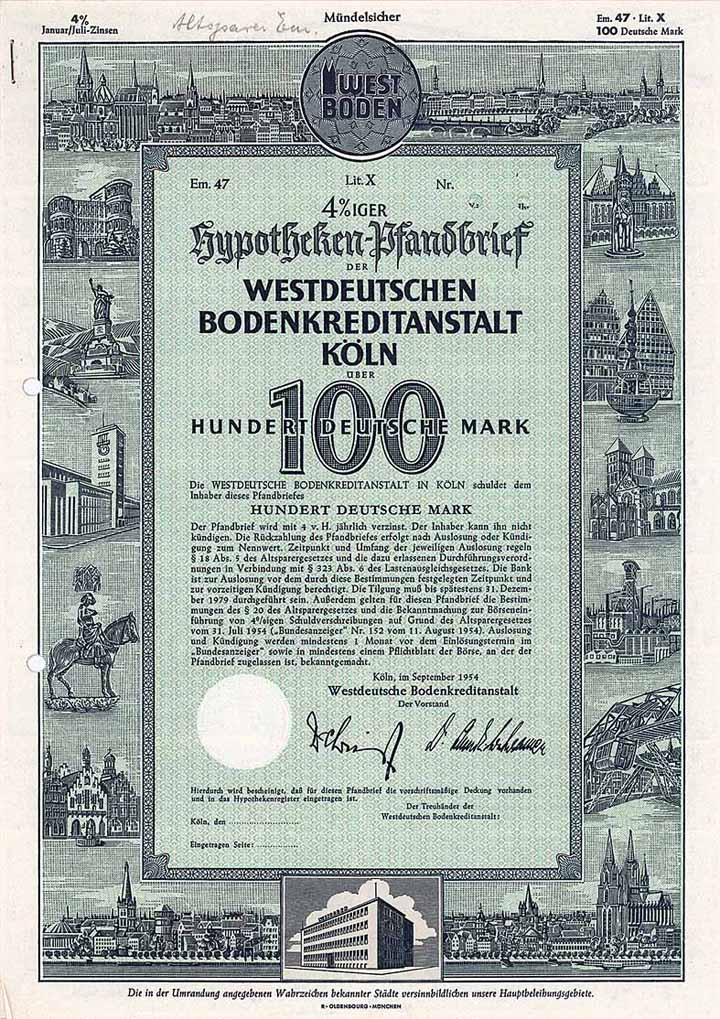 4%
Januar/Juli-Zinsen
Altsparer Em.
Mündelsicher
Em. 47 · Lit. X
100 Deutsche Mark
WEST
BODEN
Em. 47 Lit. X Nr.
4%IGER
Hypotheken-Pfandbrief
DER
WESTDEUTSCHEN
BODENKREDITANSTALT
KÖLN
ÜBER
100
HUNDERT DEUTSCHE MARK
Die WESTDEUTSCHE BODENKREDITANSTALT IN KÖLN schuldet dem
Inhaber dieses Pfandbriefes
HUNDERT DEUTSCHE MARK
Der Pfandbrief wird mit 4 v. H. jährlich verzinst. Der Inhaber kann ihn nicht
kündigen. Die Rückzahlung des Pfandbriefes erfolgt nach Auslosung oder Kündi-
gung zum Nennwert. Zeitpunkt und Umfang der jeweiligen Auslosung regeln
§ 18 Abs. 5 des Altsparergesetzes und die dazu erlassenen Durchführungsverord-
nungen in Verbindung mit § 323 Abs. 6 des Lastenausgleichsgesetzes. Die Bank
ist zur Auslosung vor dem durch diese Bestimmungen festgelegten Zeitpunkt und
zur vorzeitigen Kündigung berechtigt. Die Tilgung muß bis spätestens 31. Dezem-
ber 1979 durchgeführt sein. Außerdem gelten für diesen Pfandbrief die Bestim-
mungen des § 20 des Altsparergesetzes und die Bekanntmachung zur Börsenein-
führung von 4%igen Schuldverschreibungen auf Grund des Altsparergesetzes
vom 31. Juli 1954 („Bundesanzeiger" Nr. 152 vom 11. August 1954). Auslosung
und Kündigung werden mindestens 1 Monat vor dem Einlösungstermin im
„Bundesanzeiger" sowie in mindestens einem Pflichtblatt der Börse, an der der
Pfandbrief zugelassen ist, bekanntgemacht.
Köln, im September 1954
Westdeutsche Bodenkreditanstalt
Der Vorstand
Hierdurch wird bescheinigt, daß für diesen Pfandbrief die vorschriftsmäßige Deckung vorhanden
und in das Hypothekenregister eingetragen ist.
Der Treuhänder der
Westdeutschen Bodenkreditanstalt:
Köln, den ....................
Eingetragen Seite: ............
Die in der Umrandung angegebenen Wahrzeichen bekannter Städte versinnbildlichen unsere Hauptbeleihungsgebiete.
R · OLDENBOURG · MÜNCHEN